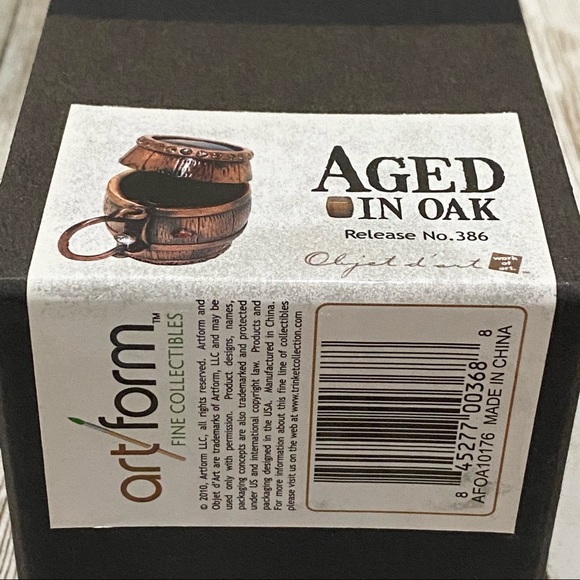 AGED
IN OAK
Release No.386
Objet d'art
work
of
art.
art/form™
FINE COLLECTIBLES
© 2010, Artform LLC, all rights reserved. Artform and
Objet d'Art are trademarks of Artform, LLC and may be
used only with permission. Product designs, names,
packaging concepts are also trademarked and protected
under US and international copyright law. Products and
packaging designed in the USA. Manufactured in China.
For more information about this fine line of collectibles
please visit us on the web at www.trinketcollection.com
8 45277 00368 8
AFOA10176 MADE IN CHINA